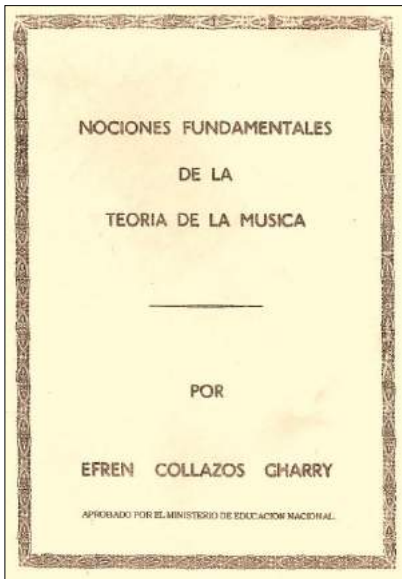 NOCIONES FUNDAMENTALES
DE LA
TEORIA DE LA MUSICA
POR
EFREN COLLAZOS GHARRY
APROBADO POR EL MINISTERIO DE EDUCACION NACIONAL.